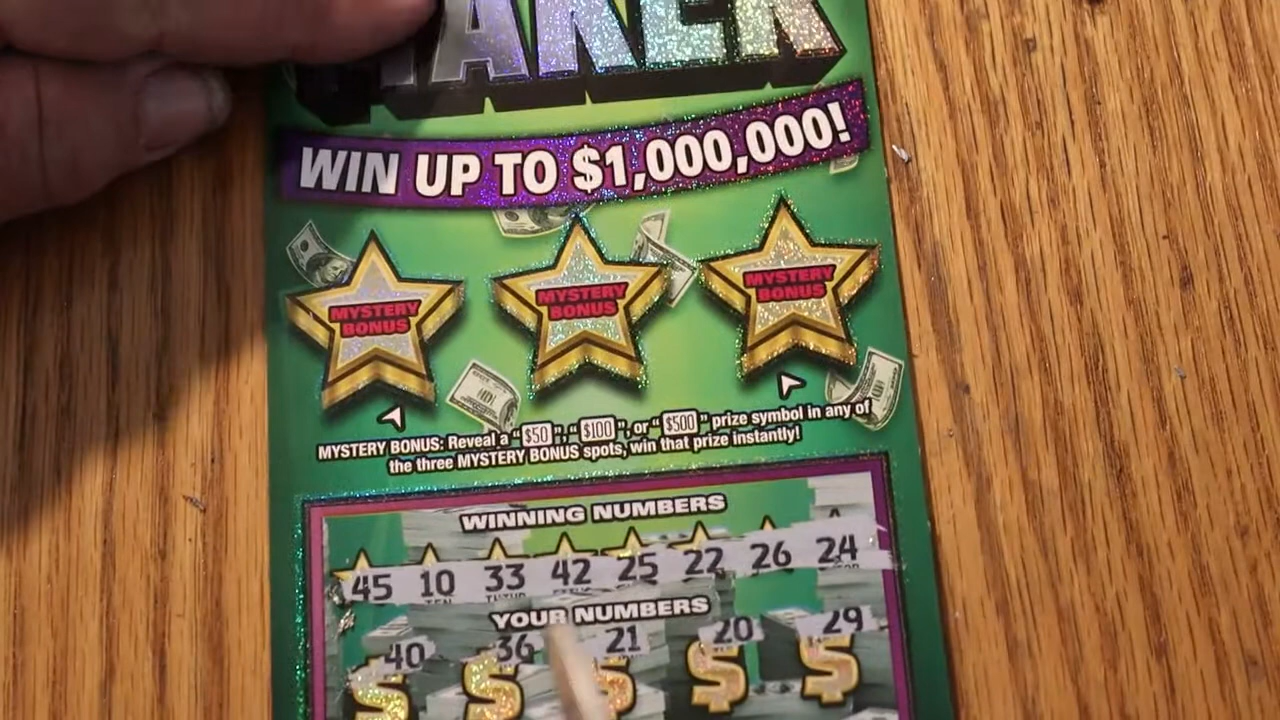 MAKER
WIN UP TO $1,000,000!
MYSTERY BONUS
MYSTERY BONUS
MYSTERY BONUS
MYSTERY BONUS: Reveal a "$50", "$100", or "$500" prize symbol in any of
the three MYSTERY BONUS spots, win that prize instantly!
WINNING NUMBERS
45 10 33 42 25 22 26 24
YOUR NUMBERS
40 36 21 20 29
$ $ $ $ $